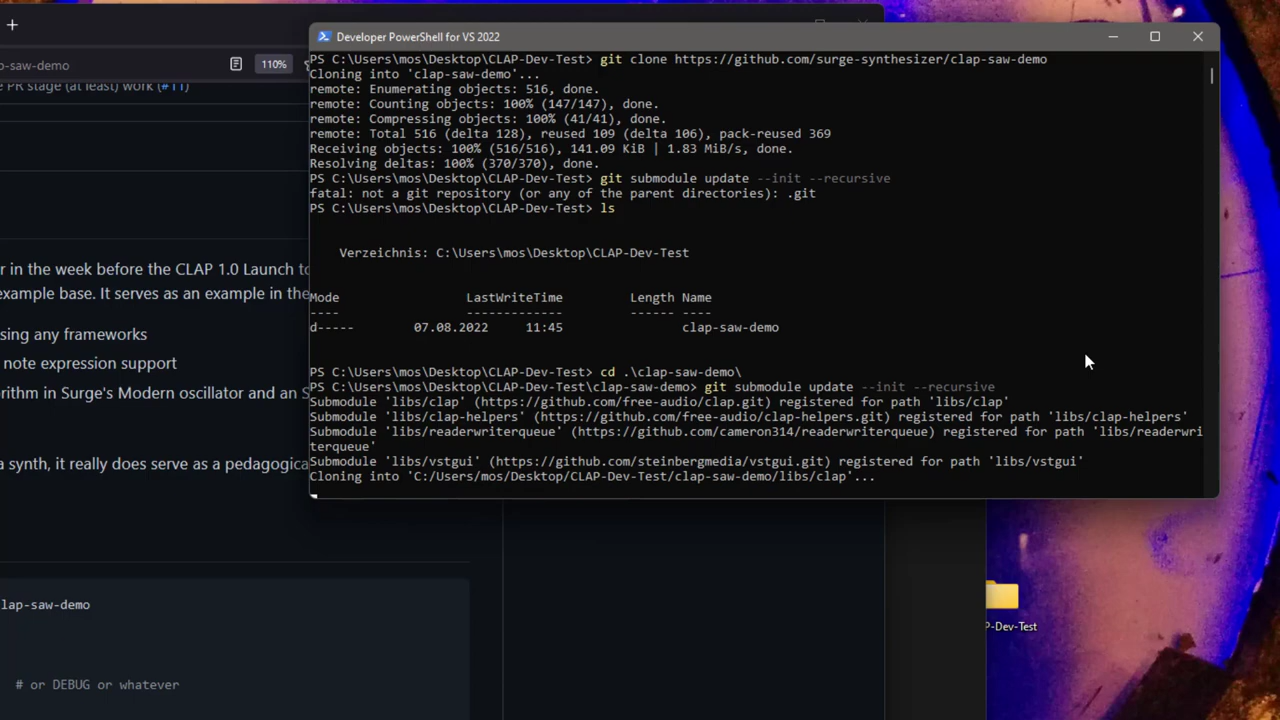 +
Developer PowerShell for VS 2022
p-saw-demo
110%
e PR stage (at least) work (#11)
PS C:\Users\mos\Desktop\CLAP-Dev-Test> git clone https://github.com/surge-synthesizer/clap-saw-demo
Cloning into 'clap-saw-demo'...
remote: Enumerating objects: 516, done.
remote: Counting objects: 100% (147/147), done.
remote: Compressing objects: 100% (41/41), done.
remote: Total 516 (delta 128), reused 109 (delta 106), pack-reused 369
Receiving objects: 100% (516/516), 141.09 KiB | 1.83 MiB/s, done.
Resolving deltas: 100% (370/370), done.
PS C:\Users\mos\Desktop\CLAP-Dev-Test> git submodule update --init --recursive
fatal: not a git repository (or any of the parent directories): .git
PS C:\Users\mos\Desktop\CLAP-Dev-Test> ls
Verzeichnis: C:\Users\mos\Desktop\CLAP-Dev-Test
Mode LastWriteTime Length Name
---- ------------- ------ ----
d----- 07.08.2022 11:45 clap-saw-demo
PS C:\Users\mos\Desktop\CLAP-Dev-Test> cd .\clap-saw-demo\
PS C:\Users\mos\Desktop\CLAP-Dev-Test\clap-saw-demo> git submodule update --init --recursive
Submodule 'libs/clap' (https://github.com/free-audio/clap.git) registered for path 'libs/clap'
Submodule 'libs/clap-helpers' (https://github.com/free-audio/clap-helpers.git) registered for path 'libs/clap-helpers'
Submodule 'libs/readerwriterqueue' (https://github.com/cameron314/readerwriterqueue) registered for path 'libs/readerwri
terqueue'
Submodule 'libs/vstgui' (https://github.com/steinbergmedia/vstgui.git) registered for path 'libs/vstgui'
Cloning into 'C:/Users/mos/Desktop/CLAP-Dev-Test/clap-saw-demo/libs/clap'...
r in the week before the CLAP 1.0 Launch to
example base. It serves as an example in the
sing any frameworks
note expression support
rithm in Surge's Modern oscillator and an S
a synth, it really does serve as a pedagogica
lap-saw-demo
# or DEBUG or whatever
P-Dev-Test